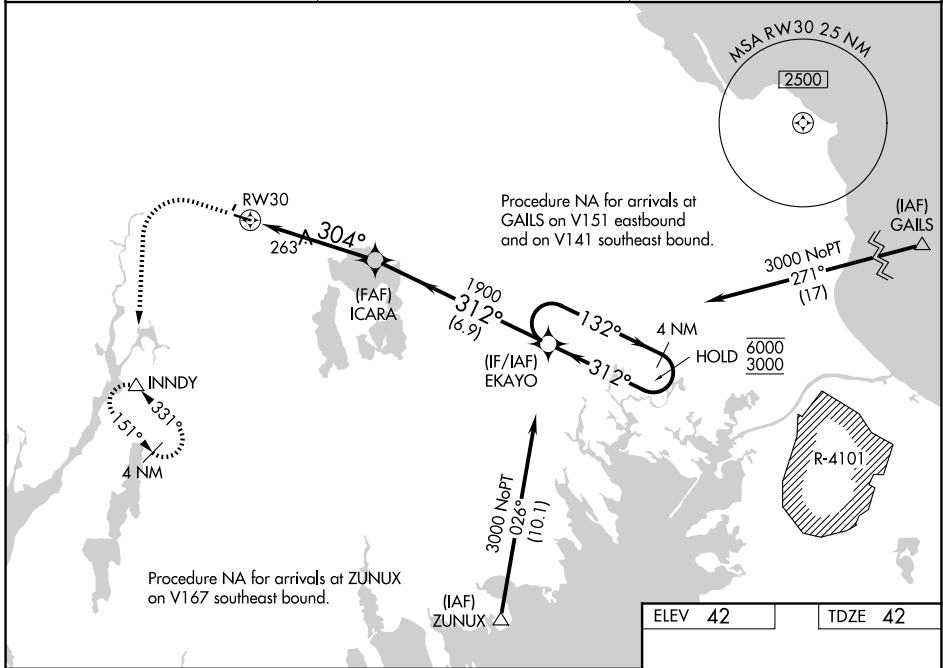 MSA RW30 25 NM
2500
RW30
263
304°
(FAF)
ICARA
1900
312°
(6.9)
Procedure NA for arrivals at
GAILS on V151 eastbound
and on V141 southeast bound.
(IAF)
GAILS
3000 NoPT
271°
(17)
132°
4 NM
HOLD 6000
3000
312°
(IF/IAF)
EKAYO
INNDY
331°
151°
4 NM
R-4101
3000 NoPT
026°
(10.1)
Procedure NA for arrivals at ZUNUX
on V167 southeast bound.
(IAF)
ZUNUX
ELEV 42
TDZE 42